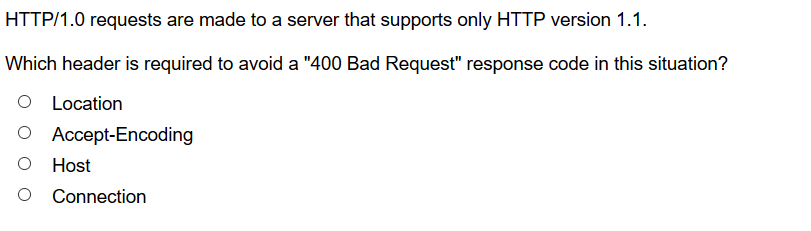 HTTP/1.0 requests are made to a server that supports only HTTP version 1.1.
Which header is required to avoid a "400 Bad Request" response code in this situation?
Location
Accept-Encoding
Host
Connection